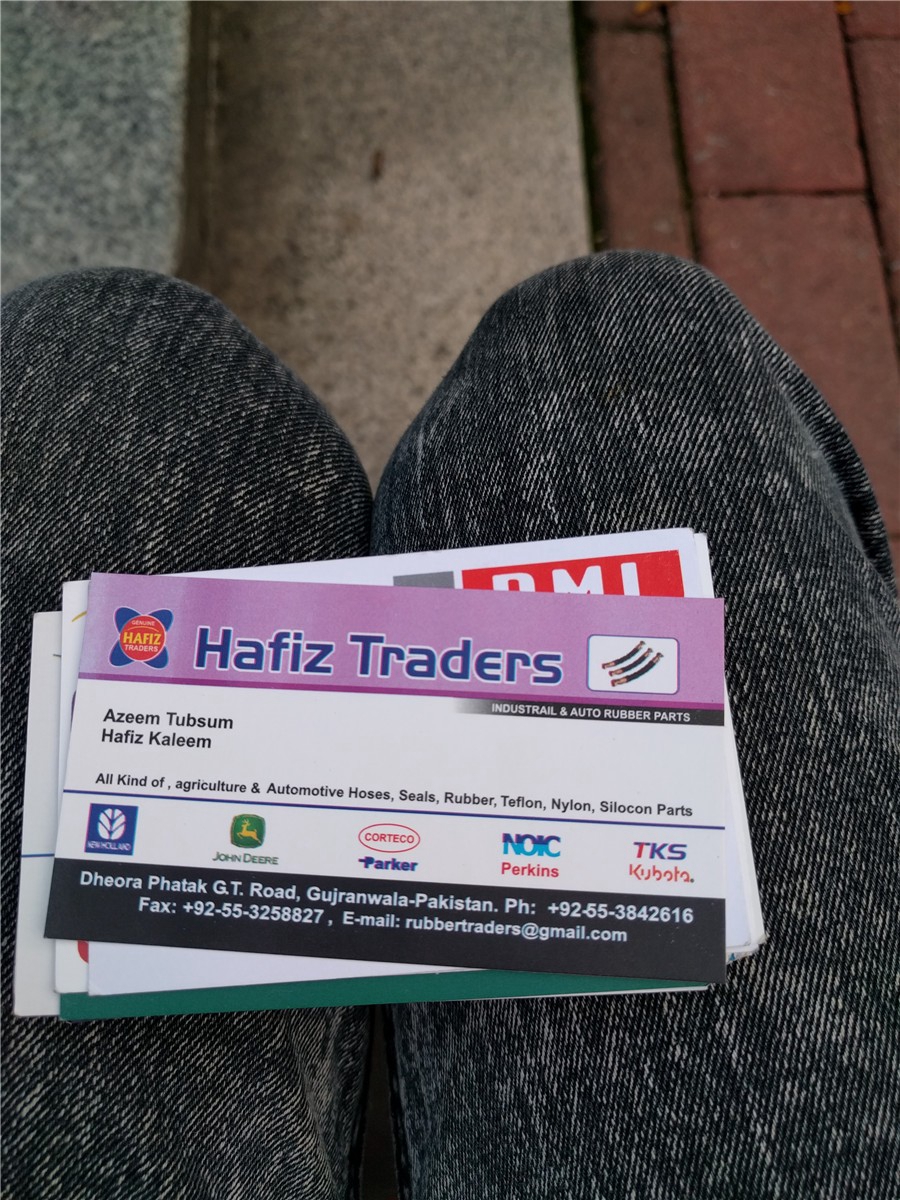 GENUINE
HAFIZ
TRADERS
Hafiz Traders
INDUSTRAIL & AUTO RUBBER PARTS
Azeem Tubsum
Hafiz Kaleem
All Kind of , agriculture & Automotive Hoses, Seals, Rubber, Teflon, Nylon, Silocon Parts
NEW HOLLAND
JOHN DEERE
CORTECO
Parker
NOIC
Perkins
TKS
Kubota.
Dheora Phatak G.T. Road, Gujranwala-Pakistan. Ph: +92-55-3842616
Fax: +92-55-3258827 , E-mail: rubbertraders@gmail.com